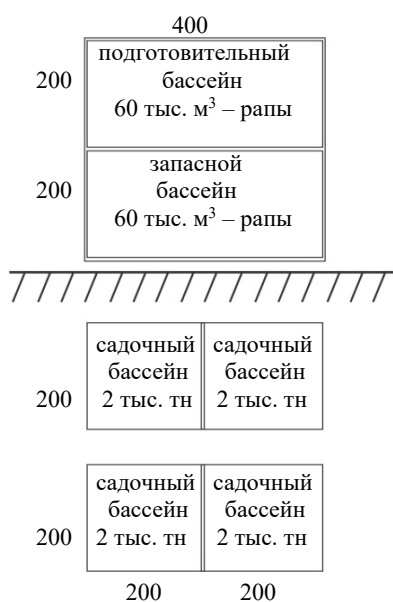 400
200
подготовительный
бассейн
60 тыс. м³ – рапы
200
запасной
бассейн
60 тыс. м³ – рапы
садочный
бассейн
2 тыс. тн
садочный
бассейн
2 тыс. тн
200
садочный
бассейн
2 тыс. тн
садочный
бассейн
2 тыс. тн
200
200
200